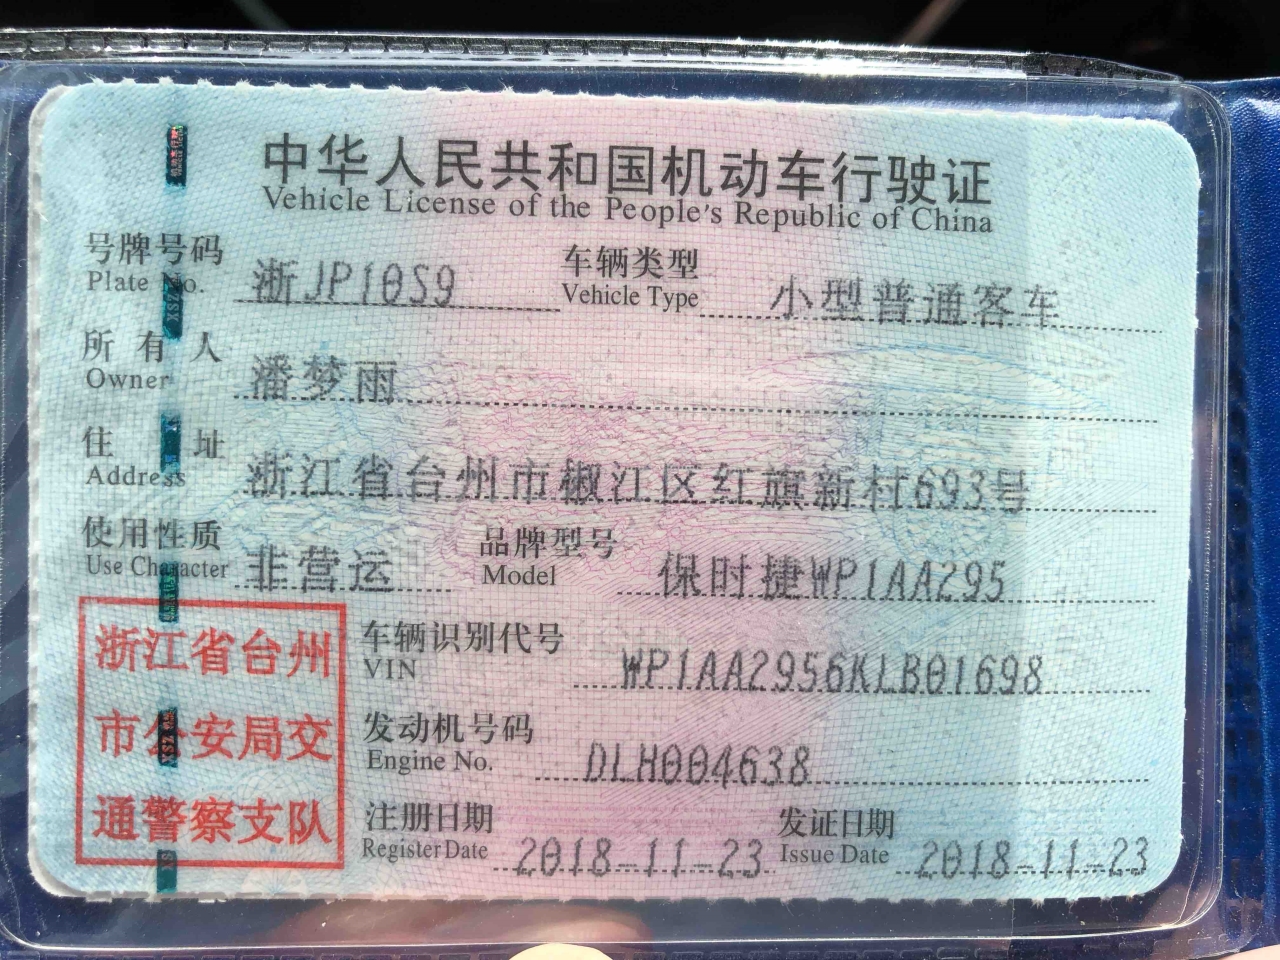 中华人民共和国机动车行驶证
Vehicle License of the People's Republic of China
号牌号码 浙JP10S9 车辆类型 小型普通客车
Plate No. Vehicle Type
所有人 潘梦雨
Owner
住址 浙江省台州市椒江区红旗新村693号
Address
使用性质 非营运 品牌型号 保时捷WP1AA295
Use Character Model
浙江省台州
市公安局交
通警察支队
车辆识别代号 WP1AA2956KLB01698
VIN
发动机号码 DLH004638
Engine No.
注册日期 2018-11-23 发证日期 2018-11-23
Register Date Issue Date